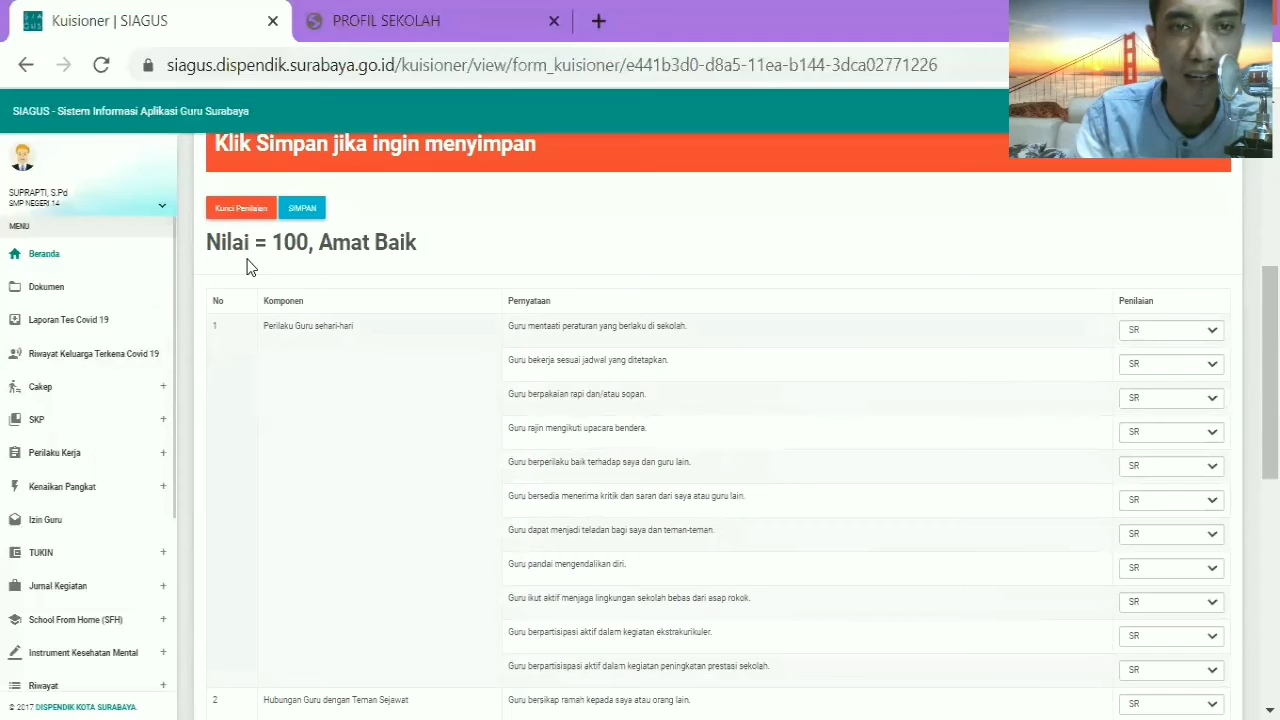 Kuisioner | SIAGUS
PROFIL SEKOLAH
siagus.dispendik.surabaya.go.id/kuisioner/view/form_kuisioner/e441b3d0-d8a5-11ea-b144-3dca02771226
SIAGUS - Sistem Informasi Aplikasi Guru Surabaya
SUPRAPTI, S.Pd
SMP NEGERI 14
MENU
Beranda
Dokumen
Laporan Tes Covid 19
Riwayat Keluarga Terkena Covid 19
Cakep +
SKP +
Perilaku Kerja +
Kenaikan Pangkat +
Izin Guru
TUKIN +
Jurnal Kegiatan +
School From Home (SFH) +
Instrument Kesehatan Mental +
Riwayat +
© 2017 DISPENDIK KOTA SURABAYA.
Klik Simpan jika ingin menyimpan
Kunci Penilaian SIMPAN
Nilai = 100, Amat Baik
No Komponen Pernyataan Penilaian
1 Perilaku Guru sehari-hari Guru mentaati peraturan yang berlaku di sekolah. SR
Guru bekerja sesuai jadwal yang ditetapkan. SR
Guru berpakaian rapi dan/atau sopan. SR
Guru rajin mengikuti upacara bendera. SR
Guru berperilaku baik terhadap saya dan guru lain. SR
Guru bersedia menerima kritik dan saran dari saya atau guru lain. SR
Guru dapat menjadi teladan bagi saya dan teman-teman. SR
Guru pandai mengendalikan diri. SR
Guru ikut aktif menjaga lingkungan sekolah bebas dari asap rokok. SR
Guru berpartisipasi aktif dalam kegiatan ekstrakurikuler. SR
Guru berpartisispasi aktif dalam kegiatan peningkatan prestasi sekolah. SR
2 Hubungan Guru dengan Teman Sejawat Guru bersikap ramah kepada saya atau orang lain. SR